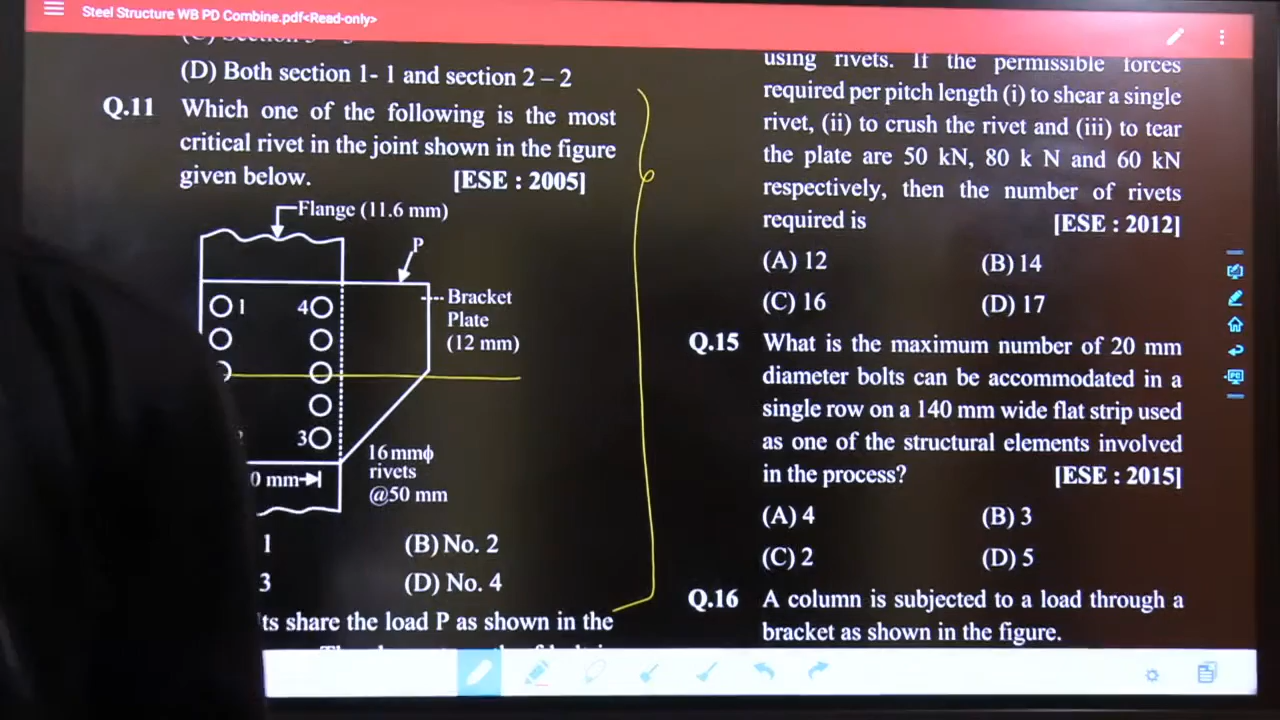 Steel Structure WB PD Combine.pdf<Read-only>
(D) Both section 1- 1 and section 2 – 2
Q.11 Which one of the following is the most
critical rivet in the joint shown in the figure
given below. [ESE : 2005]
Flange (11.6 mm)
P
1
4
Bracket
Plate
(12 mm)
3
16 mmϕ
rivets
@50 mm
0 mm
1 (B) No. 2
3 (D) No. 4
ts share the load P as shown in the
using rivets. If the permissible forces
required per pitch length (i) to shear a single
rivet, (ii) to crush the rivet and (iii) to tear
the plate are 50 kN, 80 k N and 60 kN
respectively, then the number of rivets
required is [ESE : 2012]
(A) 12 (B) 14
(C) 16 (D) 17
Q.15 What is the maximum number of 20 mm
diameter bolts can be accommodated in a
single row on a 140 mm wide flat strip used
as one of the structural elements involved
in the process? [ESE : 2015]
(A) 4 (B) 3
(C) 2 (D) 5
Q.16 A column is subjected to a load through a
bracket as shown in the figure.